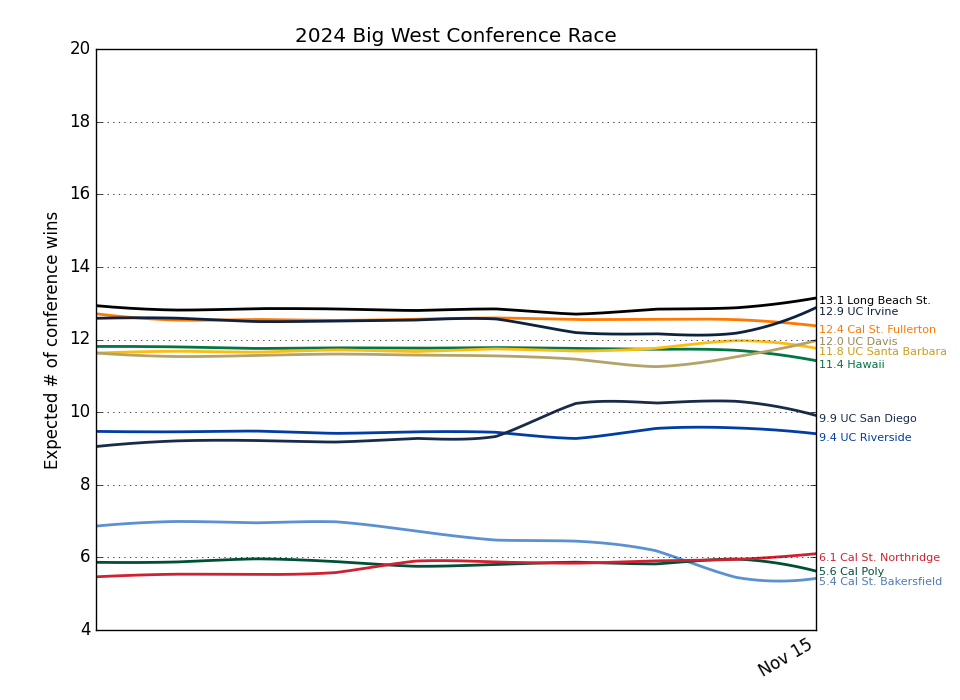 2024 Big West Conference Race
Expected # of conference wins
20
18
16
14
12
10
8
6
4
13.1 Long Beach St.
12.9 UC Irvine
12.4 Cal St. Fullerton
12.0 UC Davis
11.8 UC Santa Barbara
11.4 Hawaii
9.9 UC San Diego
9.4 UC Riverside
6.1 Cal St. Northridge
5.6 Cal Poly
5.4 Cal St. Bakersfield
Nov 15